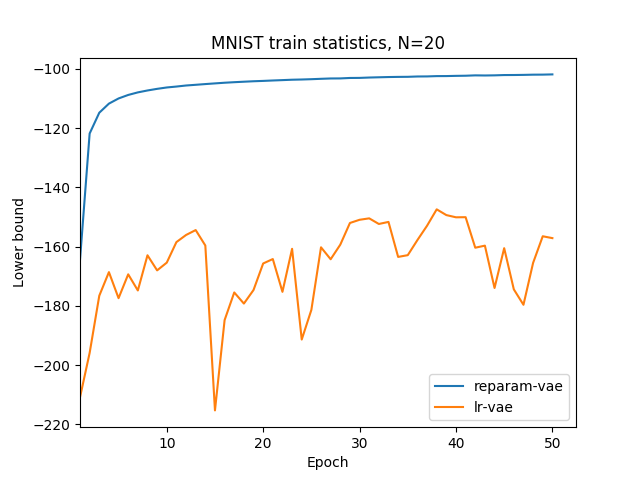 MNIST train statistics, N=20
Lower bound
−100
−120
−140
−160
−180
−200
−220
10 20 30 40 50
Epoch
reparam-vae
lr-vae